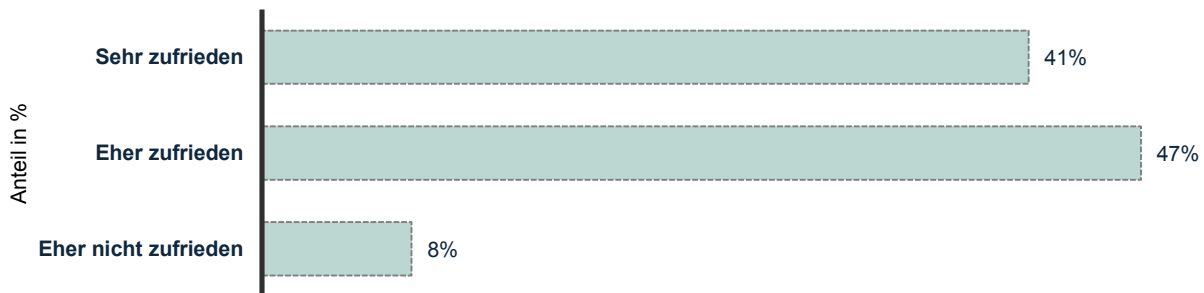 Anteil in %
Sehr zufrieden 41%
Eher zufrieden 47%
Eher nicht zufrieden 8%